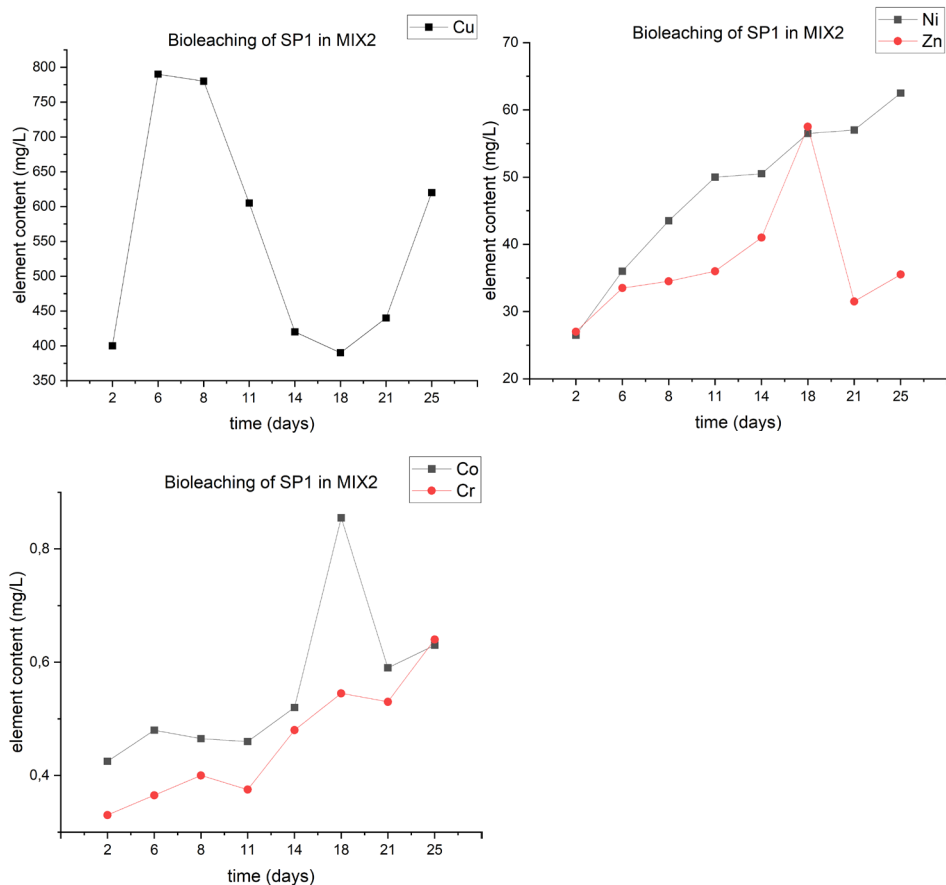 Bioleaching of SP1 in MIX2
Cu
element content (mg/L)
800
750
700
650
600
550
500
450
400
350
2 6 8 11 14 18 21 25
time (days)
Bioleaching of SP1 in MIX2
Ni
Zn
element content (mg/L)
70
60
50
40
30
20
2 6 8 11 14 18 21 25
time (days)
Bioleaching of SP1 in MIX2
Co
Cr
element content (mg/L)
0,8
0,6
0,4
2 6 8 11 14 18 21 25
time (days)